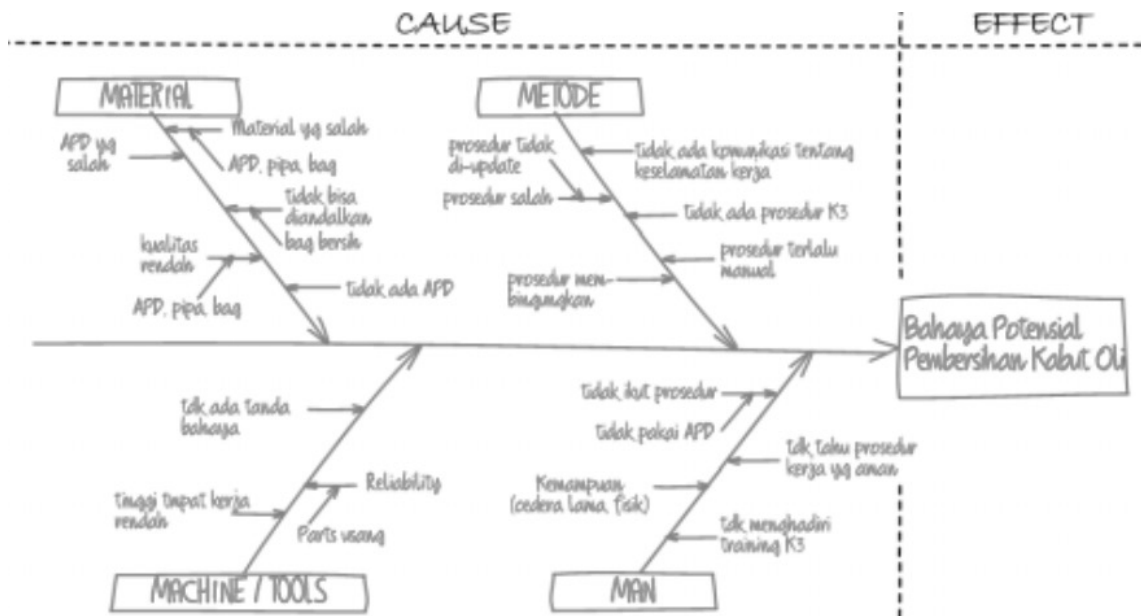 CAUSE
EFFECT
MATERIAL
Material yg salah
APD, pipa, bag
APD yg
salah
tidak bisa
diandalkan
bag bersih
kualitas
rendah
APD, pipa, bag
tidak ada APD
METODE
prosedur tidak
di-update
prosedur salah
tidak ada komunikasi tentang
keselamatan kerja
tidak ada prosedur K3
prosedur terlalu
manual
prosedur mem-
bingungkan
Bahaya Potensial
Pembersihan Kabut Oli
tdk ada tanda
bahaya
Reliability
Parts usang
tinggi tmpat kerja
rendah
MACHINE / TOOLS
tidak ikut prosedur
tidak pakai APD
tdk tahu prosedur
kerja yg aman
Kemampuan
(cedera lama, fisik)
tdk menghadiri
training K3
MAN